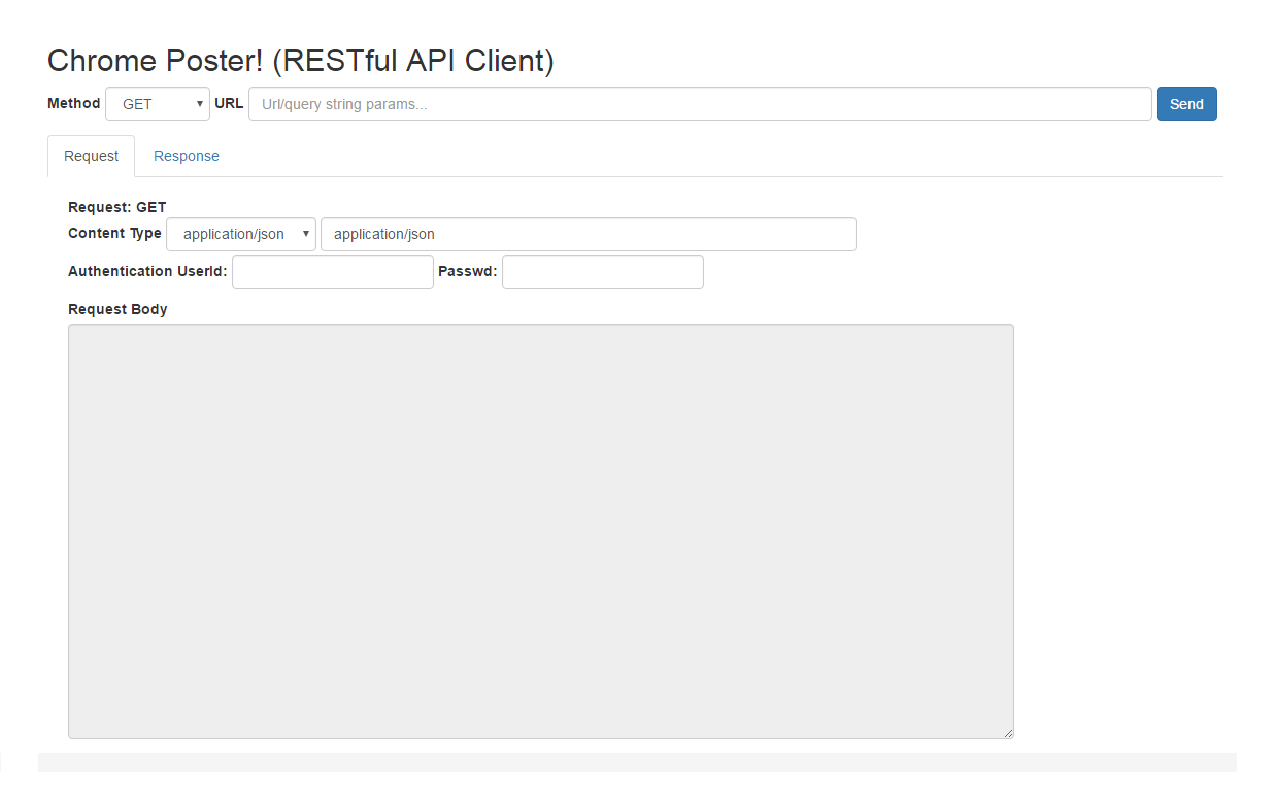 Chrome Poster! (RESTful API Client)
Method GET URL Url/query string params... Send
Request Response
Request: GET
Content Type application/json application/json
Authentication UserId: Passwd:
Request Body